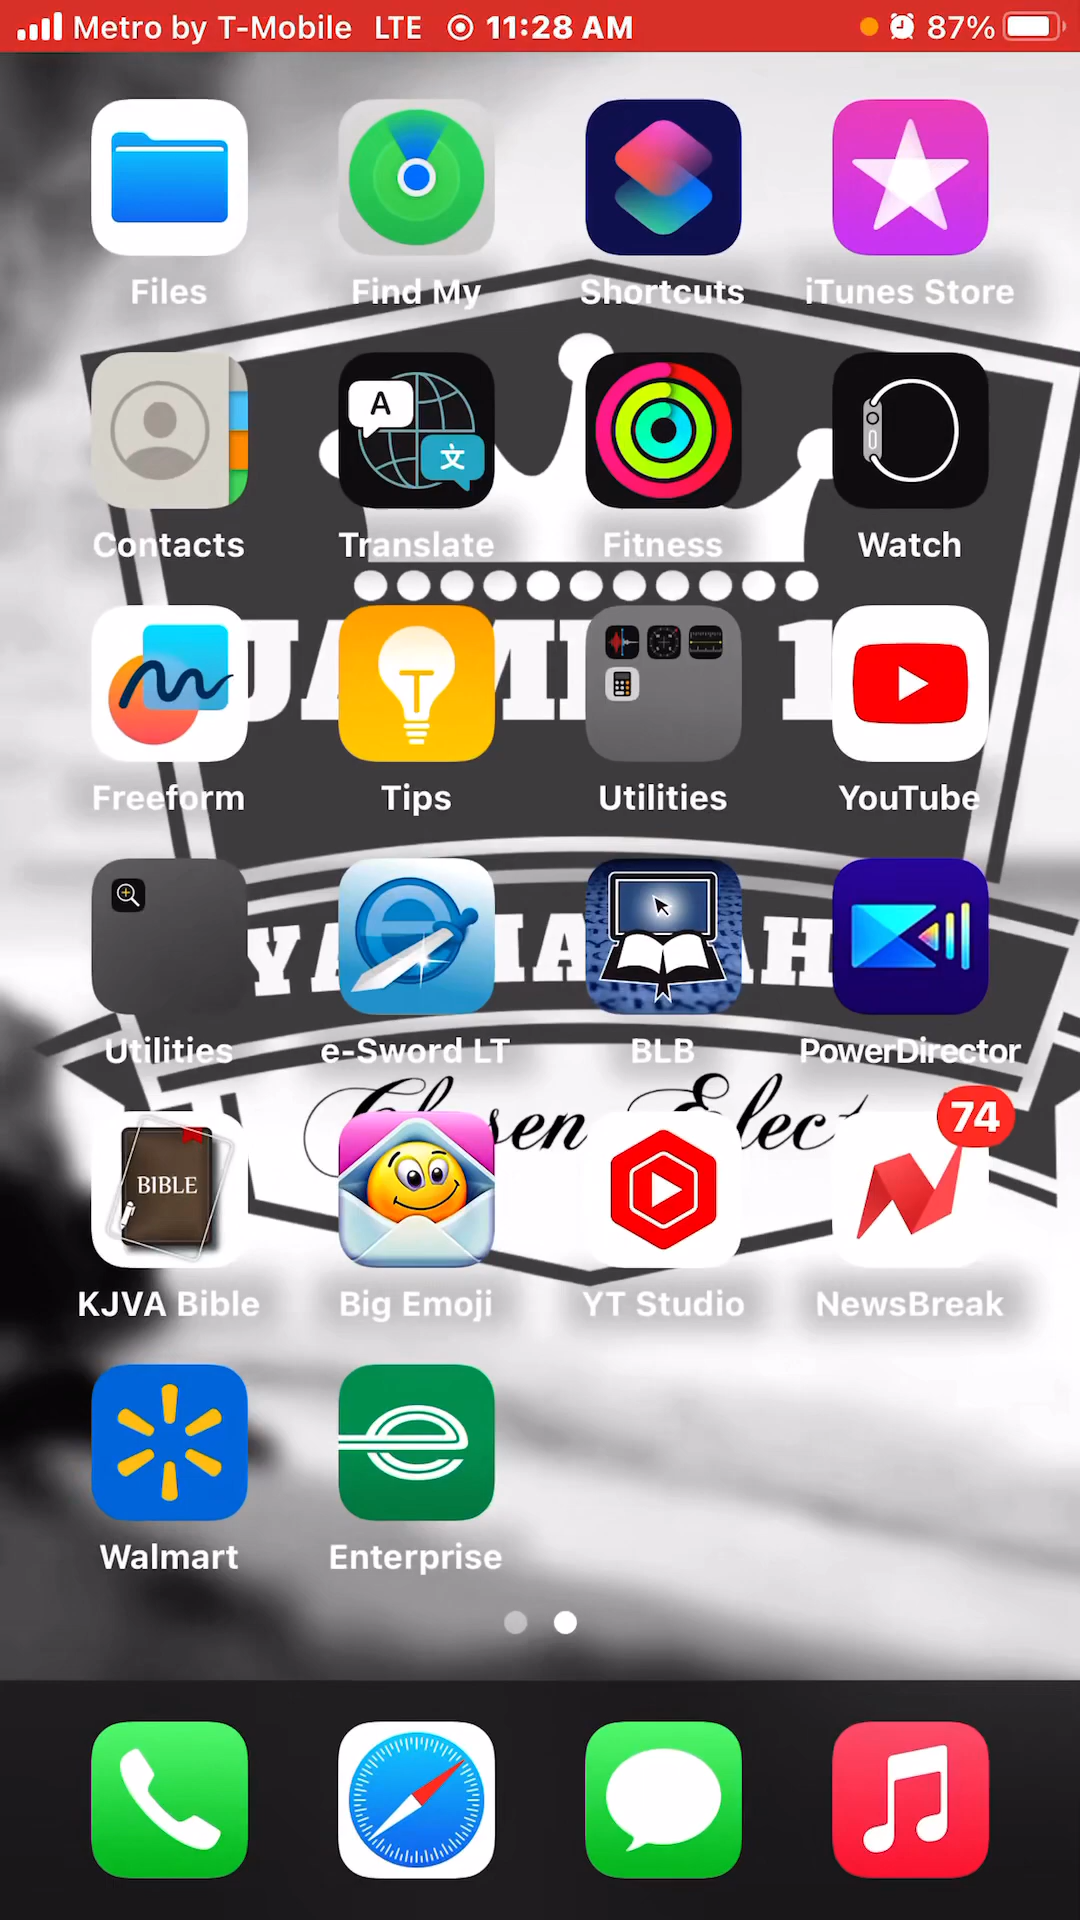 Metro by T-Mobile LTE 11:28 AM 87%
Files Find My Shortcuts iTunes Store
A 文
Contacts Translate Fitness Watch
Freeform Tips Utilities YouTube
Utilities e-Sword LT BLB PowerDirector
74
BIBLE
KJVA Bible Big Emoji YT Studio NewsBreak
Walmart Enterprise